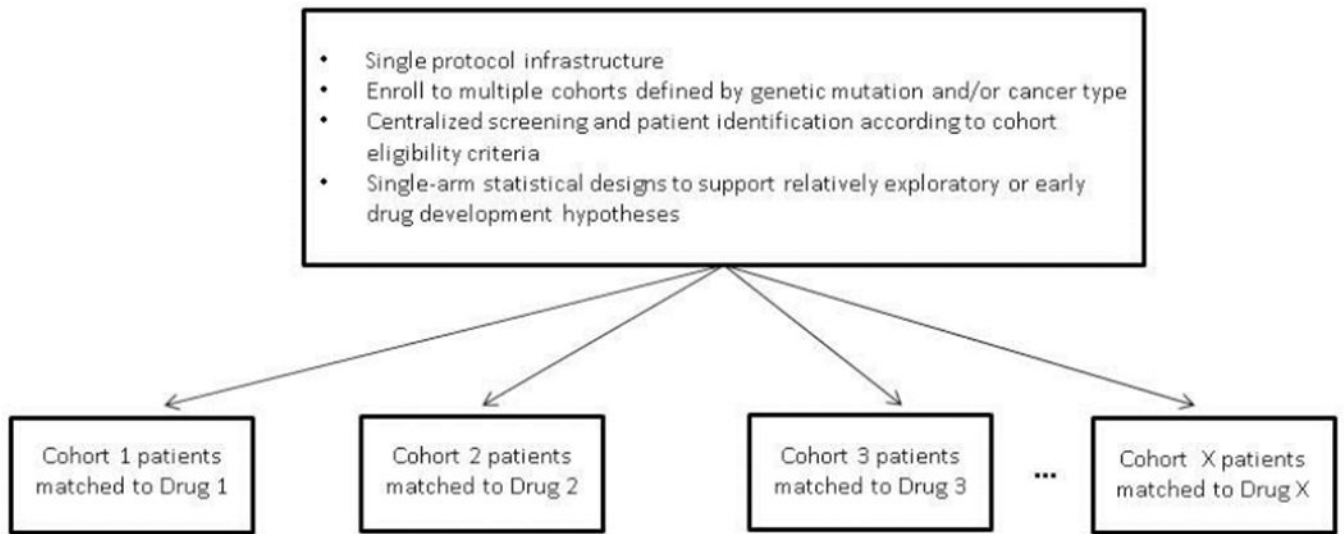 • Single protocol infrastructure
• Enroll to multiple cohorts defined by genetic mutation and/or cancer type
• Centralized screening and patient identification according to cohort
eligibility criteria
• Single-arm statistical designs to support relatively exploratory or early
drug development hypotheses
Cohort 1 patients
matched to Drug 1
Cohort 2 patients
matched to Drug 2
Cohort 3 patients
matched to Drug 3
...
Cohort X patients
matched to Drug X